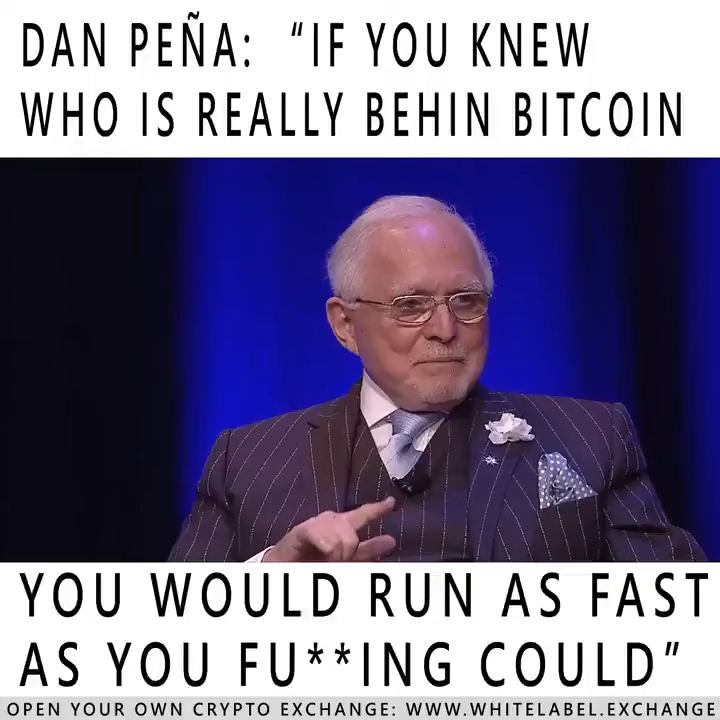 DAN PEÑA: “IF YOU KNEW
WHO IS REALLY BEHIN BITCOIN
YOU WOULD RUN AS FAST
AS YOU FU**ING COULD”
OPEN YOUR OWN CRYPTO EXCHANGE: WWW.WHITELABEL.EXCHANGE